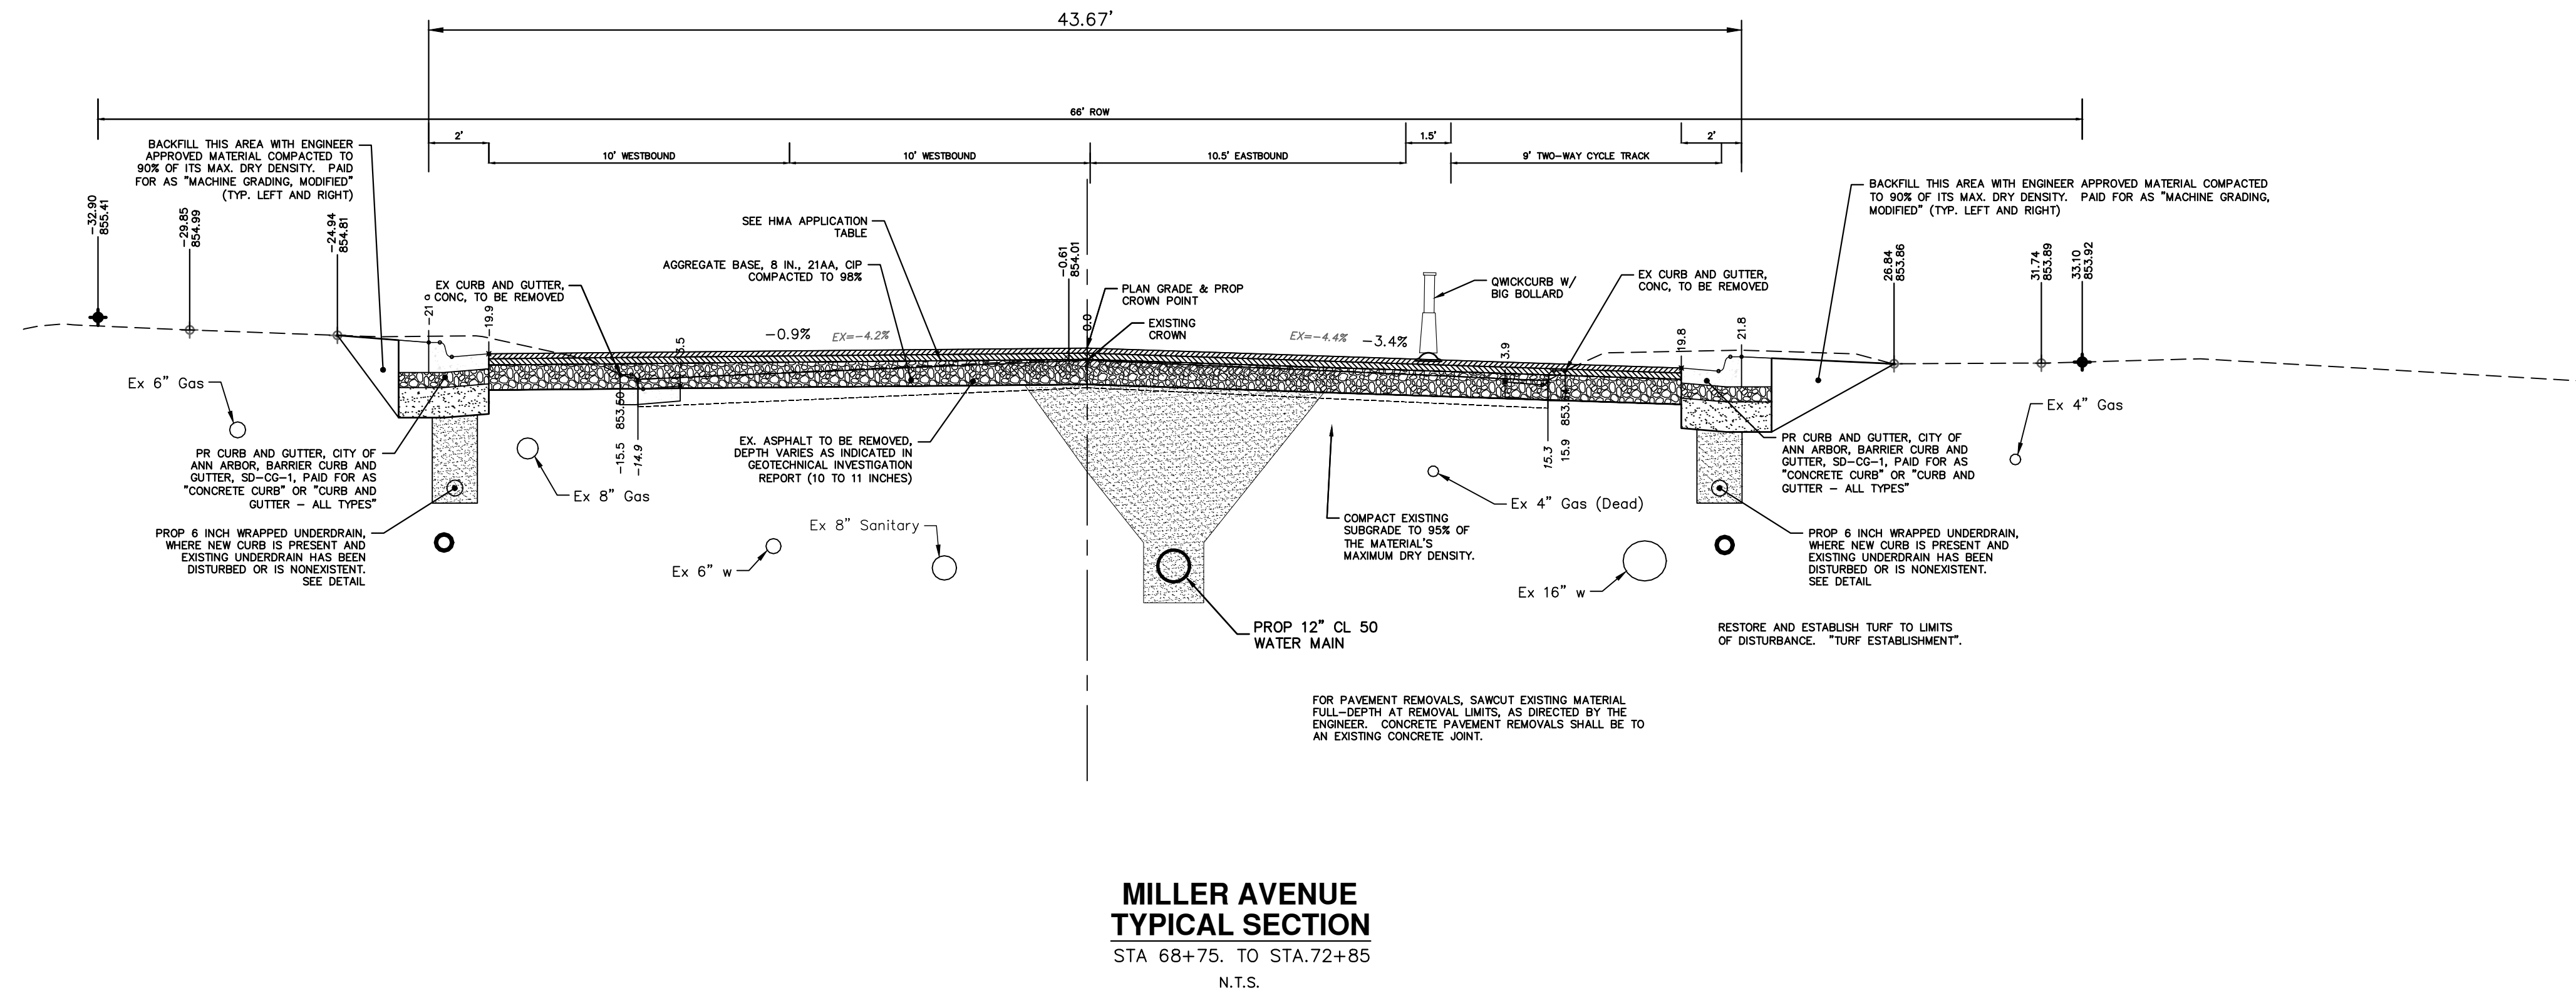 43.67'
66' ROW
2'
10' WESTBOUND
10' WESTBOUND
10.5' EASTBOUND
1.5'
9' TWO-WAY CYCLE TRACK
2'
BACKFILL THIS AREA WITH ENGINEER
APPROVED MATERIAL COMPACTED TO
90% OF ITS MAX. DRY DENSITY. PAID
FOR AS "MACHINE GRADING, MODIFIED"
(TYP. LEFT AND RIGHT)
BACKFILL THIS AREA WITH ENGINEER APPROVED MATERIAL COMPACTED
TO 90% OF ITS MAX. DRY DENSITY. PAID FOR AS "MACHINE GRADING,
MODIFIED" (TYP. LEFT AND RIGHT)
-32.90
855.41
-29.85
854.99
-24.94
854.81
SEE HMA APPLICATION
TABLE
AGGREGATE BASE, 8 IN., 21AA, CIP
COMPACTED TO 98%
-0.61
854.01
0.0
PLAN GRADE & PROP
CROWN POINT
EXISTING
CROWN
QWICKCURB W/
BIG BOLLARD
EX CURB AND GUTTER,
CONC, TO BE REMOVED
EX CURB AND GUTTER,
CONC, TO BE REMOVED
26.84
853.86
31.74
853.89
33.10
853.92
-19.9
-0.9%
EX=-4.2%
EX=-4.4%
-3.4%
3.9
19.8
21.8
Ex 6" Gas
Ex 4" Gas
-15.5 853.50
-14.9
15.3
15.9
PR CURB AND GUTTER, CITY OF
ANN ARBOR, BARRIER CURB AND
GUTTER, SD-CG-1, PAID FOR AS
"CONCRETE CURB" OR "CURB AND
GUTTER - ALL TYPES"
Ex 8" Gas
EX. ASPHALT TO BE REMOVED,
DEPTH VARIES AS INDICATED IN
GEOTECHNICAL INVESTIGATION
REPORT (10 TO 11 INCHES)
PR CURB AND GUTTER, CITY OF
ANN ARBOR, BARRIER CURB AND
GUTTER, SD-CG-1, PAID FOR AS
"CONCRETE CURB" OR "CURB AND
GUTTER - ALL TYPES"
Ex 4" Gas (Dead)
Ex 8" Sanitary
COMPACT EXISTING
SUBGRADE TO 95% OF
THE MATERIAL'S
MAXIMUM DRY DENSITY.
PROP 6 INCH WRAPPED UNDERDRAIN,
WHERE NEW CURB IS PRESENT AND
EXISTING UNDERDRAIN HAS BEEN
DISTURBED OR IS NONEXISTENT.
SEE DETAIL
PROP 6 INCH WRAPPED UNDERDRAIN,
WHERE NEW CURB IS PRESENT AND
EXISTING UNDERDRAIN HAS BEEN
DISTURBED OR IS NONEXISTENT.
SEE DETAIL
Ex 6" w
Ex 16" w
PROP 12" CL 50
WATER MAIN
RESTORE AND ESTABLISH TURF TO LIMITS
OF DISTURBANCE. "TURF ESTABLISHMENT".
FOR PAVEMENT REMOVALS, SAWCUT EXISTING MATERIAL
FULL-DEPTH AT REMOVAL LIMITS, AS DIRECTED BY THE
ENGINEER. CONCRETE PAVEMENT REMOVALS SHALL BE TO
AN EXISTING CONCRETE JOINT.
MILLER AVENUE
TYPICAL SECTION
STA 68+75. TO STA.72+85
N.T.S.